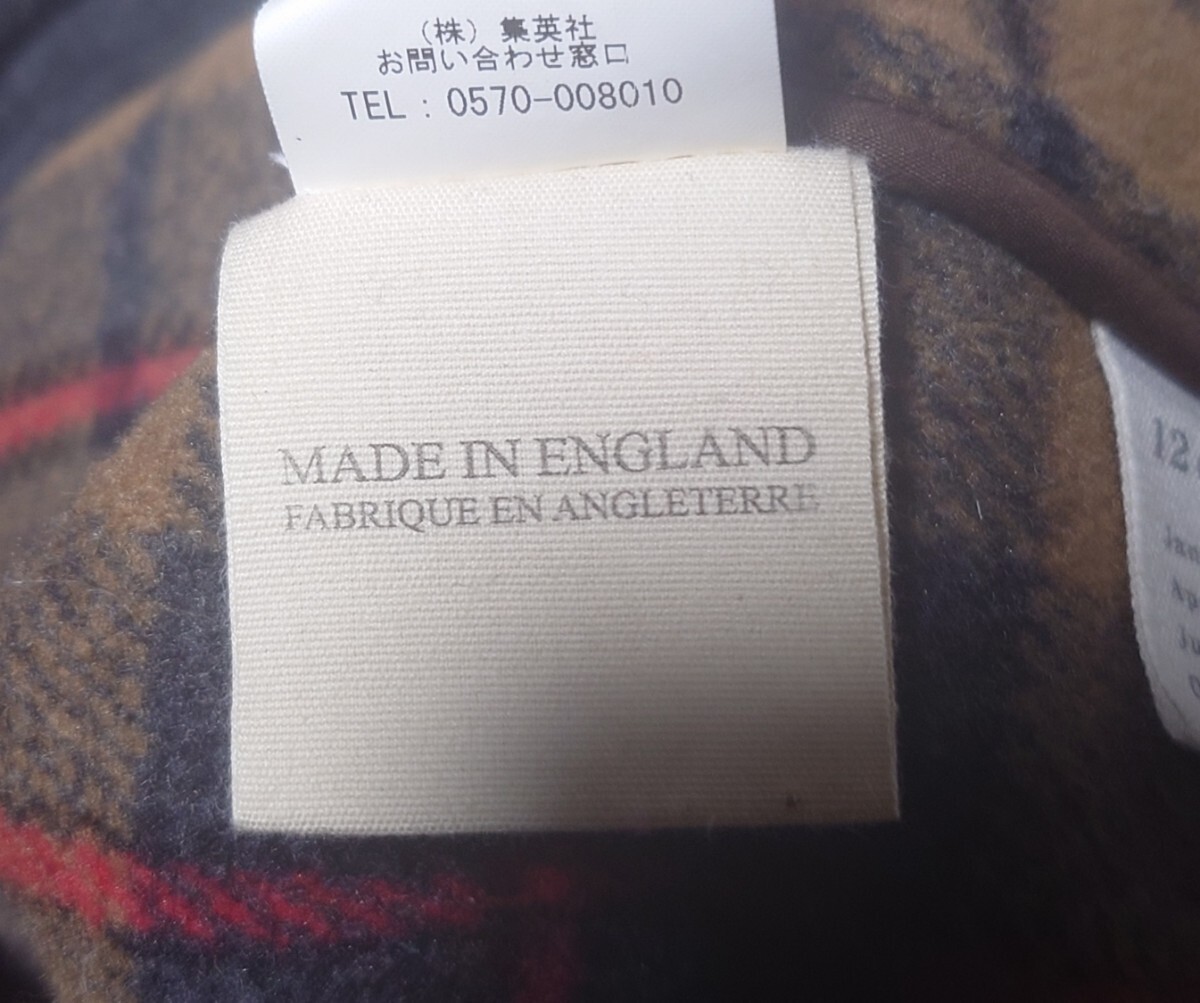 (株) 集英社
お問い合わせ窓口
TEL : 0570-008010
MADE IN ENGLAND
FABRIQUE EN ANGLETERRE
12